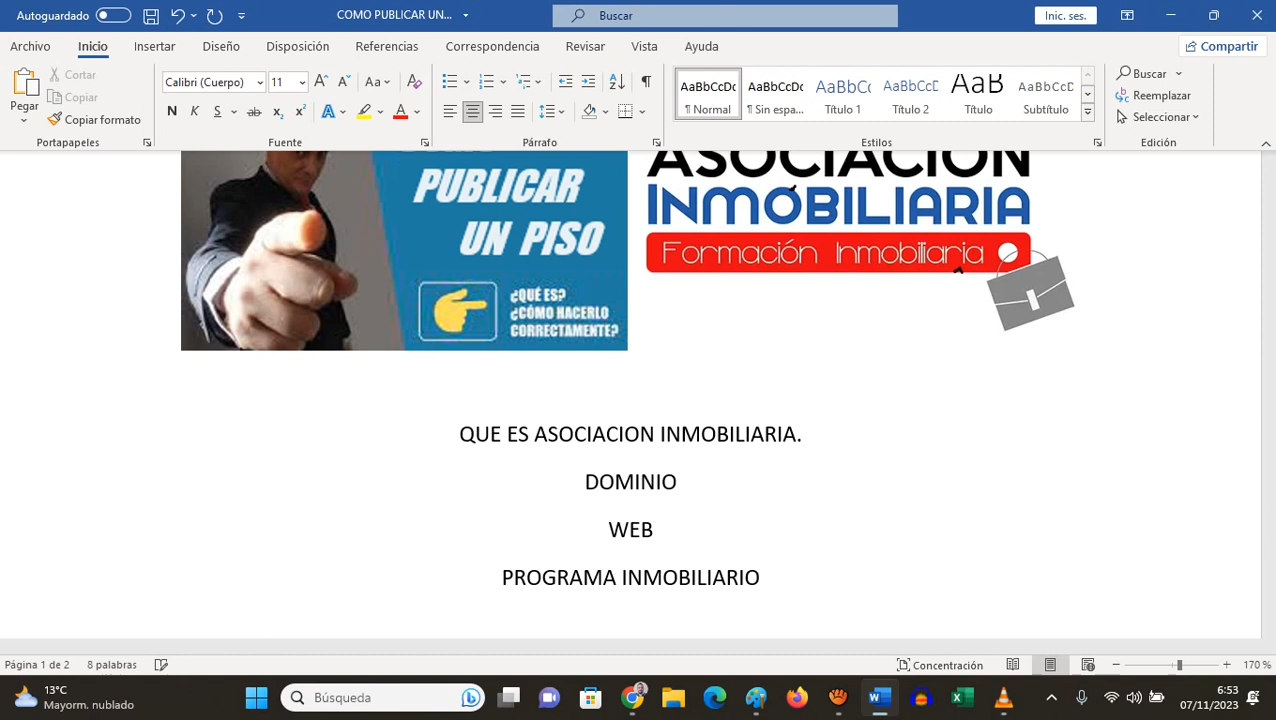 Autoguardado
COMO PUBLICAR UN...
Buscar
Inic. ses.
Archivo Inicio Insertar Diseño Disposición Referencias Correspondencia Revisar Vista Ayuda
Compartir
Pegar
Cortar
Copiar
Copiar formato
Portapapeles
Calibri (Cuerpo) 11
Fuente
Párrafo
AaBbCcDc AaBbCcDc AaBbCc AaBbCcD AaB AaBbCcD
¶ Normal ¶ Sin espa... Título 1 Título 2 Título Subtítulo
Estilos
Buscar
Reemplazar
Seleccionar
Edición
PUBLICAR
UN PISO
¿QUÉ ES?
¿CÓMO HACERLO
CORRECTAMENTE?
ASOCIACIÓN
INMOBILIARIA
Formación Inmobiliaria
QUE ES ASOCIACION INMOBILIARIA.
DOMINIO
WEB
PROGRAMA INMOBILIARIO
Página 1 de 2 8 palabras
Concentración
170 %
13°C
Mayorm. nublado
Búsqueda
6:53
07/11/2023